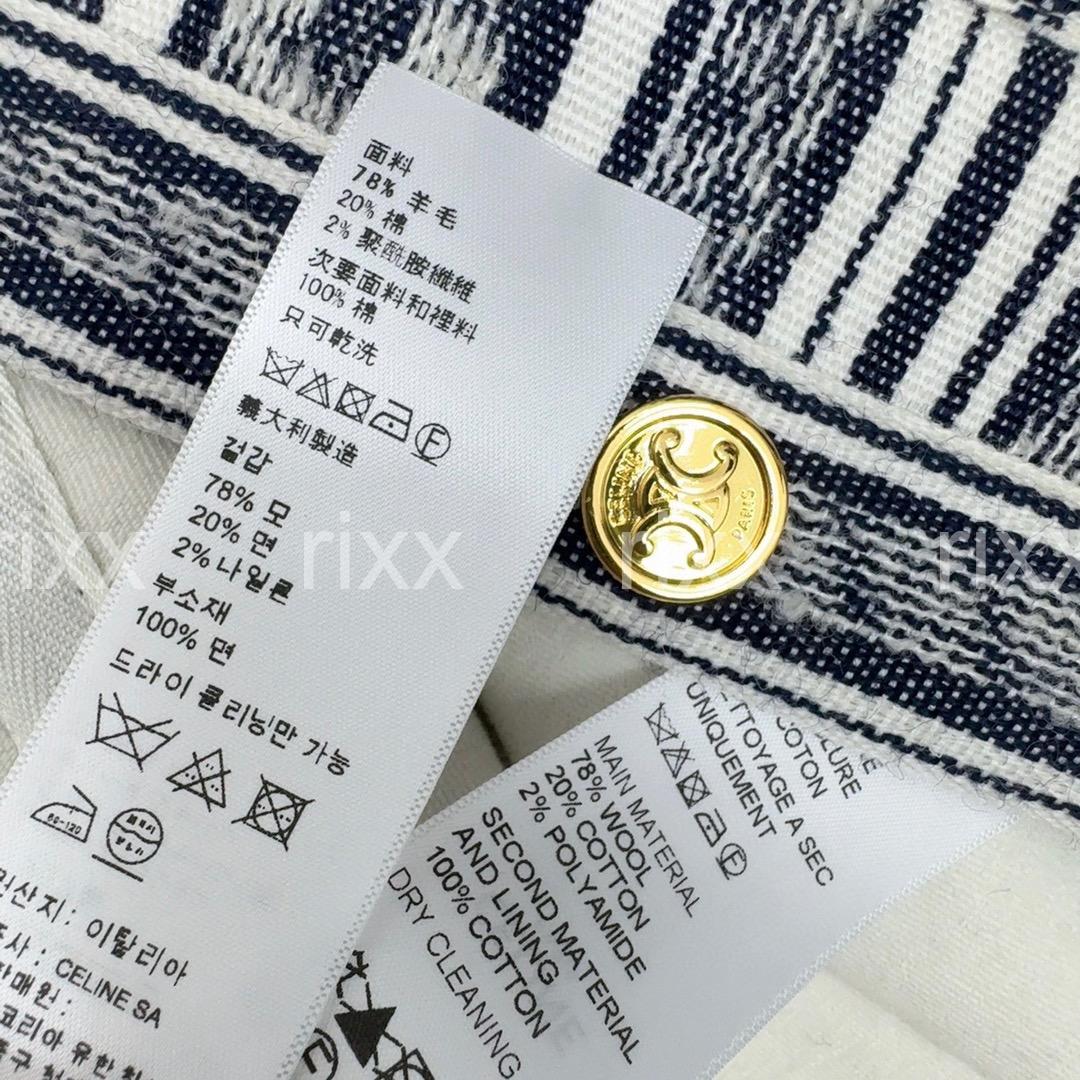 面料
78% 羊毛
20% 棉
2% 聚酰胺纖維
次要面料和裡料
100% 棉
只可乾洗
F
義大利製造
겉감
78% 모
20% 면
2% 나일론
부소재
100% 면
드라이 클리닝만 가능
60-120
원산지: 이탈리아
CELINE SA
CELINE
PARIS
rixx rixx rixx rixx
COTON
NETTOYAGE A SEC
UNIQUEMENT
F
MAIN MATERIAL
78% WOOL
20% COTTON
2% POLYAMIDE
SECOND MATERIAL
AND LINING
100% COTTON
DRY CLEANING